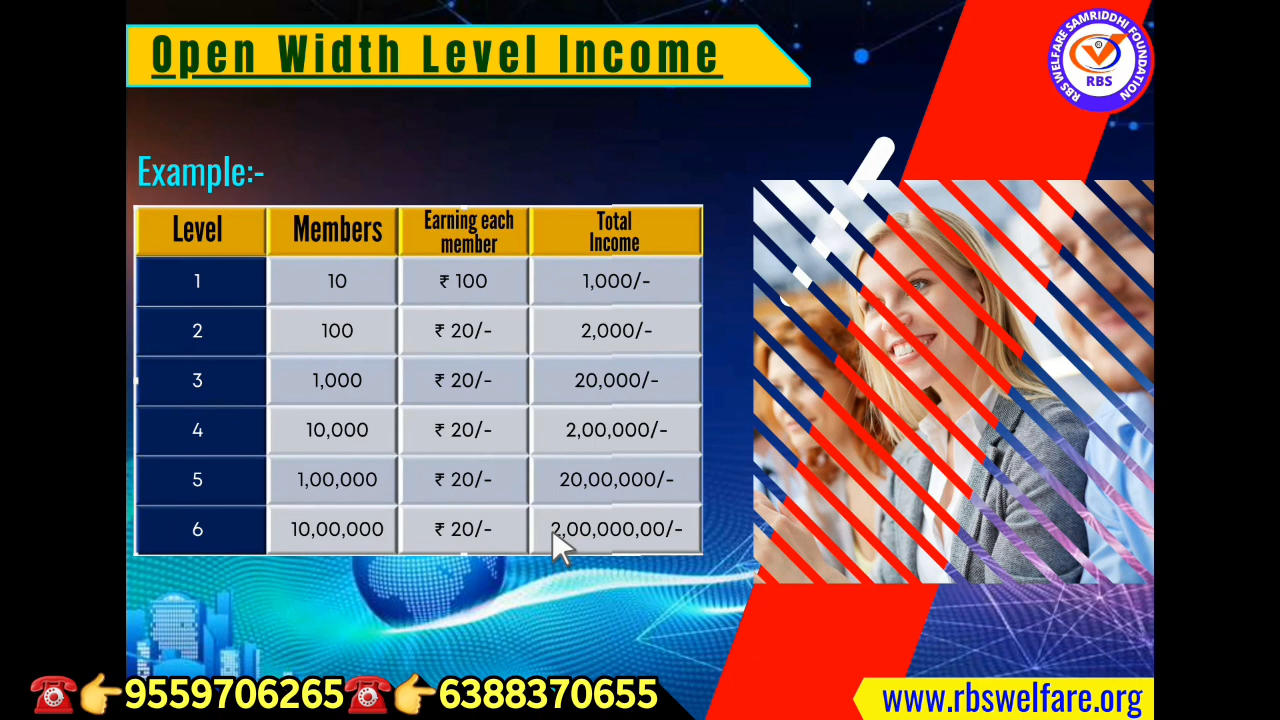 Open Width Level Income
RBS WELFARE SAMRIDDHI FOUNDATION
RBS
Example:-
Level Members Earning each member Total Income
1 10 ₹ 100 1,000/-
2 100 ₹ 20/- 2,000/-
3 1,000 ₹ 20/- 20,000/-
4 10,000 ₹ 20/- 2,00,000/-
5 1,00,000 ₹ 20/- 20,00,000/-
6 10,00,000 ₹ 20/- 2,00,000,00/-
☎️👉9559706265☎️👉6388370655
www.rbswelfare.org